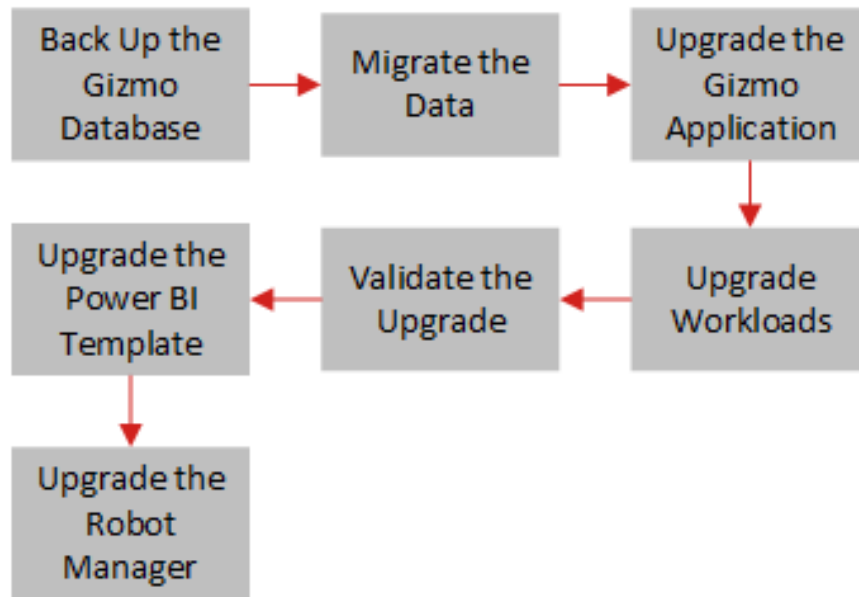 Back Up the
Gizmo
Database
Migrate the
Data
Upgrade the
Gizmo
Application
Upgrade
Workloads
Validate the
Upgrade
Upgrade the
Power BI
Template
Upgrade the
Robot
Manager